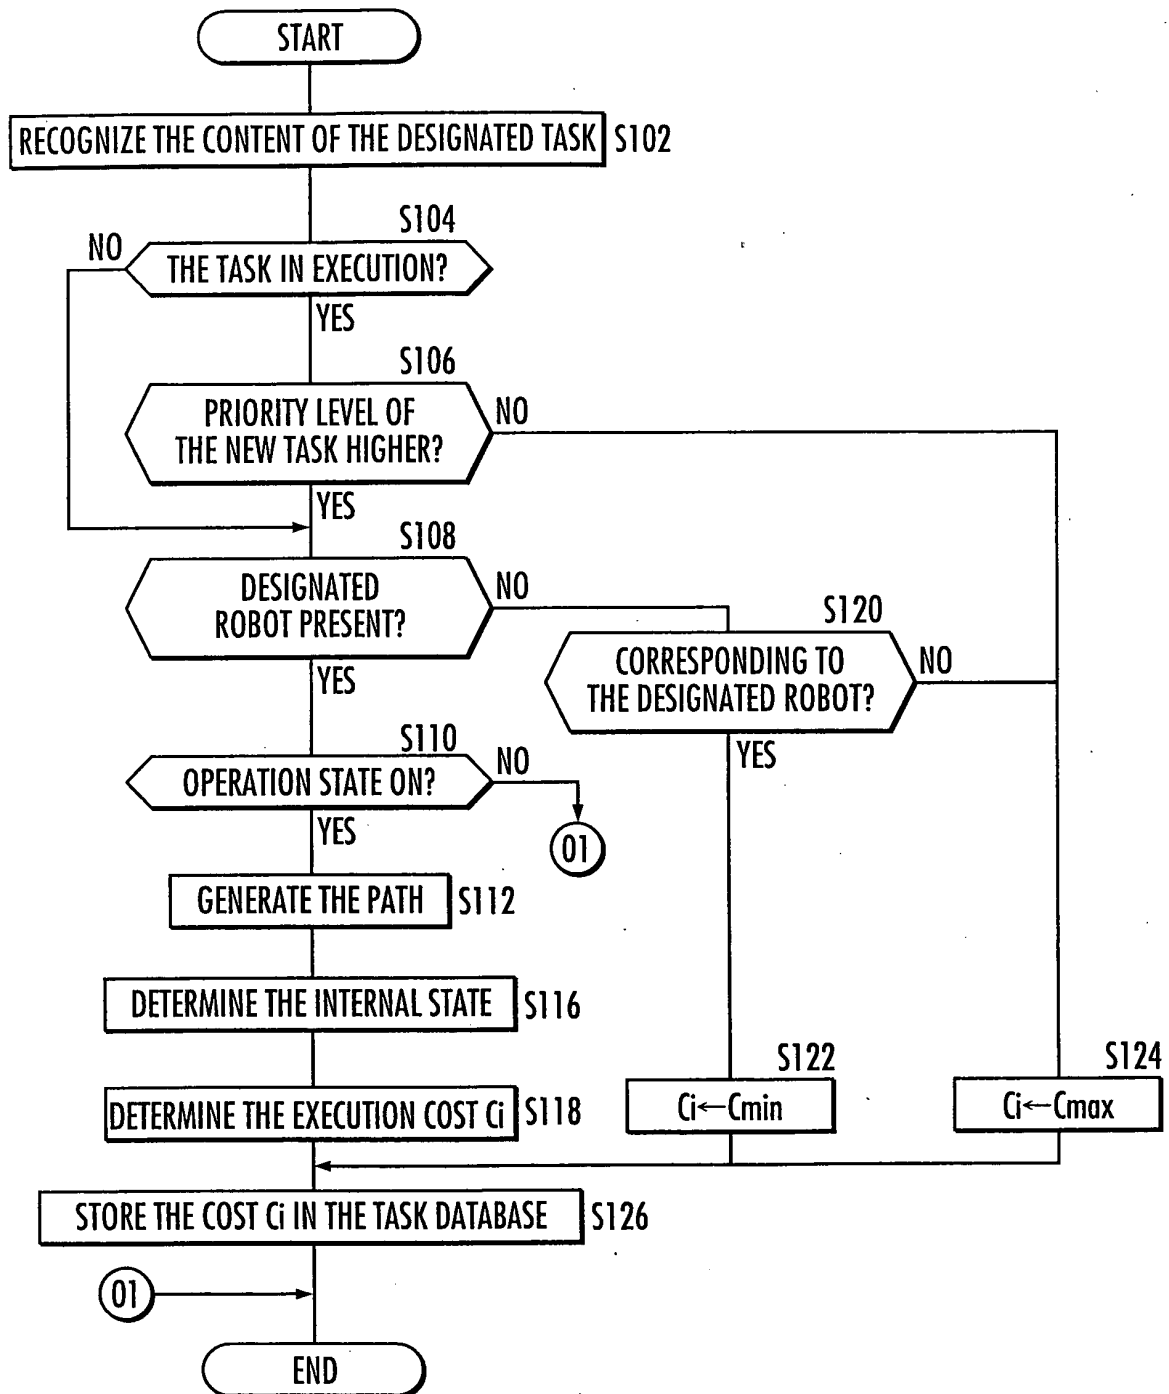 START
RECOGNIZE THE CONTENT OF THE DESIGNATED TASK S102
S104
NO
THE TASK IN EXECUTION?
YES
S106
PRIORITY LEVEL OF
THE NEW TASK HIGHER?
NO
YES
S108
DESIGNATED
ROBOT PRESENT?
NO
YES
S120
CORRESPONDING TO
THE DESIGNATED ROBOT?
NO
YES
S110
OPERATION STATE ON?
NO
YES
01
GENERATE THE PATH S112
DETERMINE THE INTERNAL STATE S116
DETERMINE THE EXECUTION COST Ci S118
S122
Ci←Cmin
S124
Ci←Cmax
STORE THE COST Ci IN THE TASK DATABASE S126
01
END